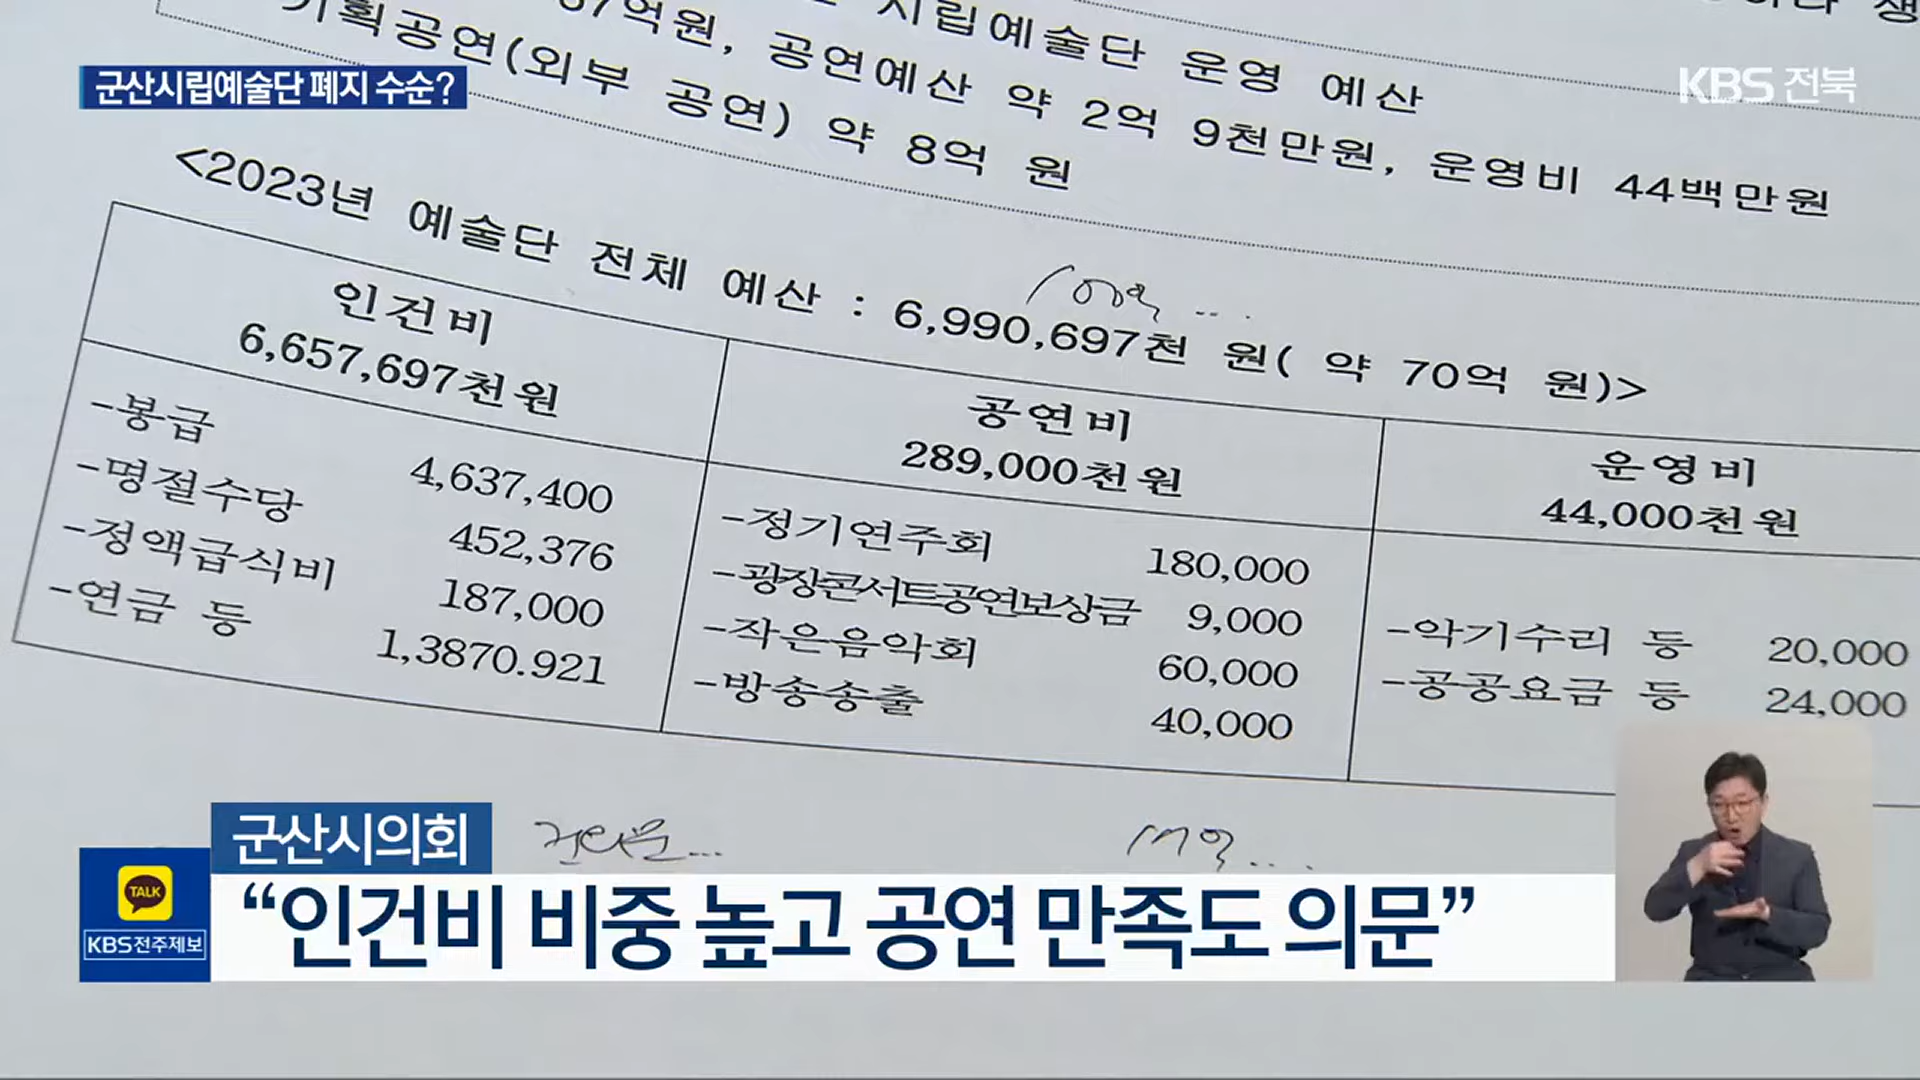 시립예술단 운영 예산
억원, 공연예산 약 2억 9천만원, 운영비 44백만원
기획공연(외부 공연) 약 8억 원
군산시립예술단 폐지 수순?
KBS 전북
<2023년 예술단 전체 예산 : 6,990,697천 원( 약 70억 원)>
인건비
6,657,697천원
공연비
289,000천원
운영비
44,000천원
-봉급 4,637,400
-명절수당 452,376
-정액급식비 187,000
-연금 등 1,3870.921
-정기연주회 180,000
-광장콘서트공연보상금 9,000
-작은음악회 60,000
-방송송출 40,000
-악기수리 등 20,000
-공공요금 등 24,000
군산시의회
TALK
KBS전주제보
“인건비 비중 높고 공연 만족도 의문”